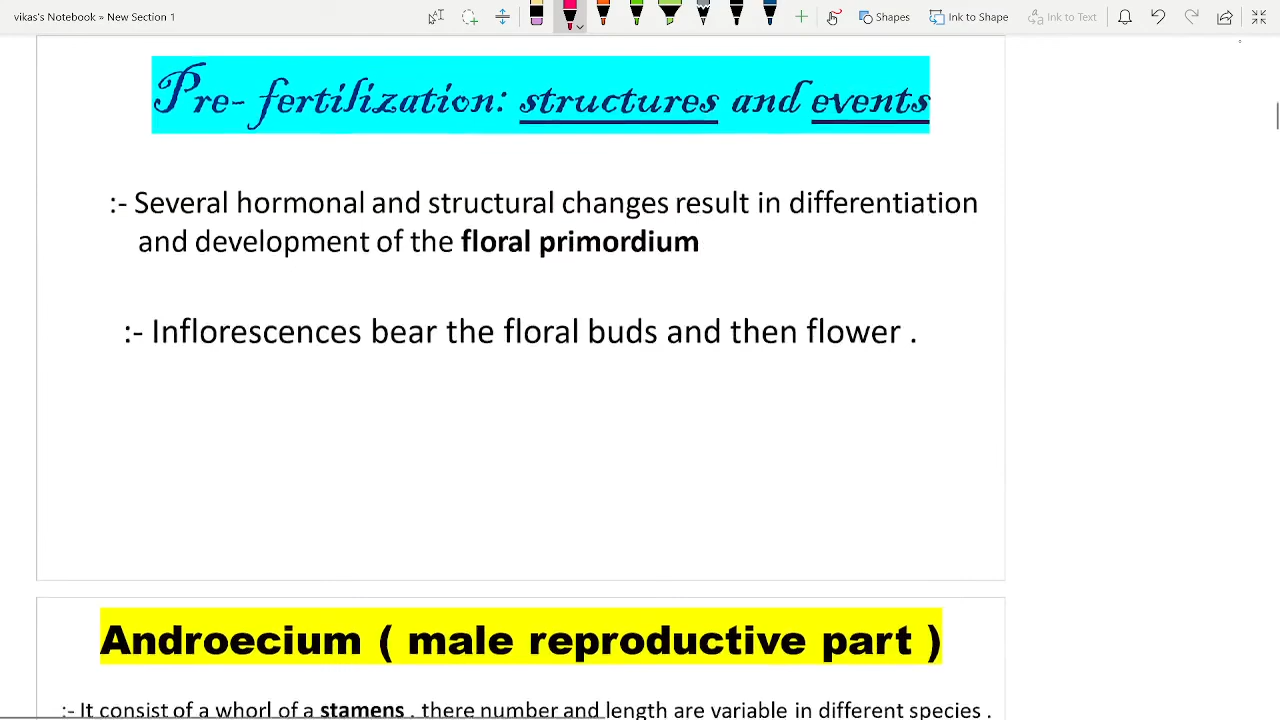 vikas's Notebook » New Section 1
Shapes Ink to Shape Ink to Text
Pre- fertilization: structures and events
:- Several hormonal and structural changes result in differentiation
and development of the floral primordium
:- Inflorescences bear the floral buds and then flower .
Androecium ( male reproductive part )
:- It consist of a whorl of a stamens , there number and length are variable in different species .